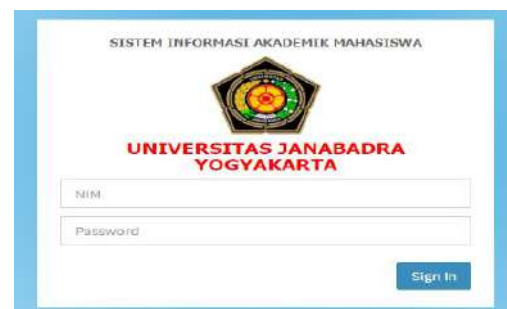 SISTEM INFORMASI AKADEMIK MAHASISWA
UNIVERSITAS JANABADRA
YOGYAKARTA
NIM
Password
Sign In